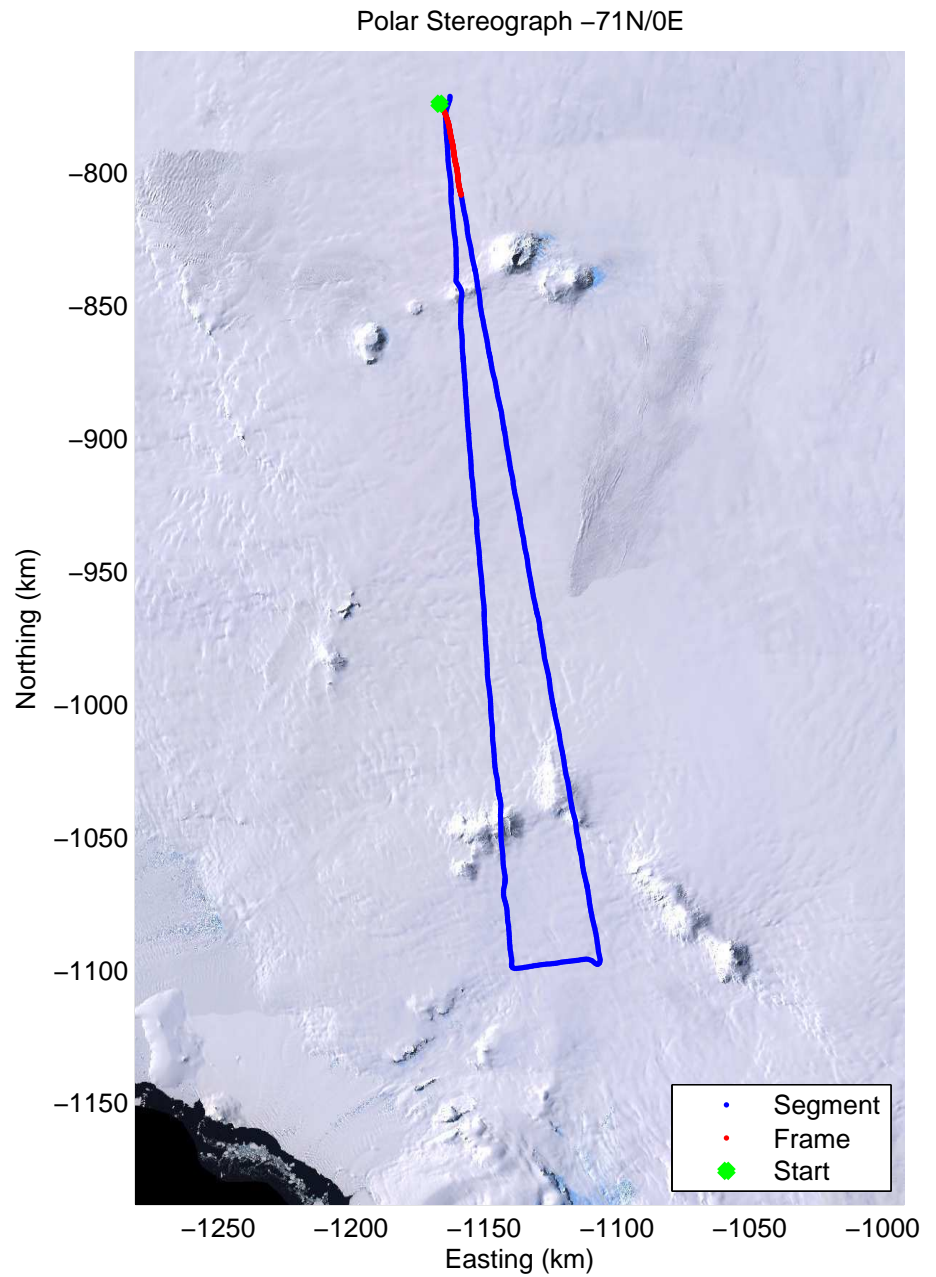 Polar Stereograph −71N/0E
−800
−850
−900
−950
−1000
−1050
−1100
−1150
Northing (km)
Segment
Frame
Start
−1250 −1200 −1150 −1100 −1050 −1000
Easting (km)